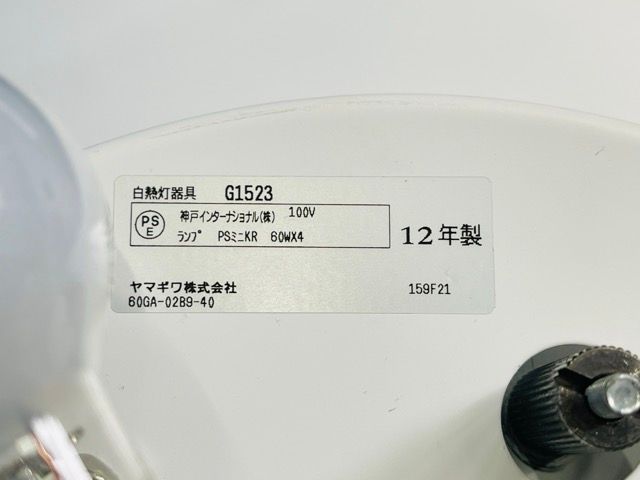 白熱灯器具 G1523
PS
E
神戸インターナショナル(株) 100V
ランプ PSミニKR 60WX4
12年製
ヤマギワ株式会社
60GA-02B9-40
159F21